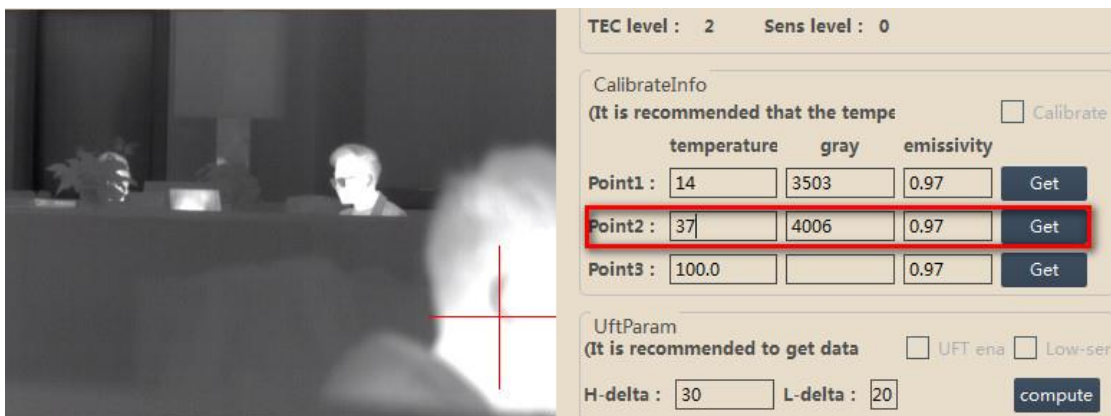 TEC level : 2 Sens level : 0
CalibrateInfo
(It is recommended that the tempe
Calibrate
temperature gray emissivity
Point1 : 14 3503 0.97 Get
Point2 : 37 4006 0.97 Get
Point3 : 100.0 0.97 Get
UftParam
(It is recommended to get data
UFT ena Low-ser
H-delta : 30 L-delta : 20 compute